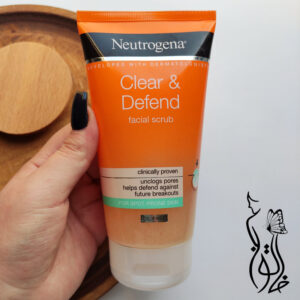 Neutrogena®
DEVELOPED WITH DERMATOLOGISTS
Clear &
Defend
facial scrub
clinically proven
unclogs pores
helps defend against
future breakouts
FOR SPOT-PRONE SKIN